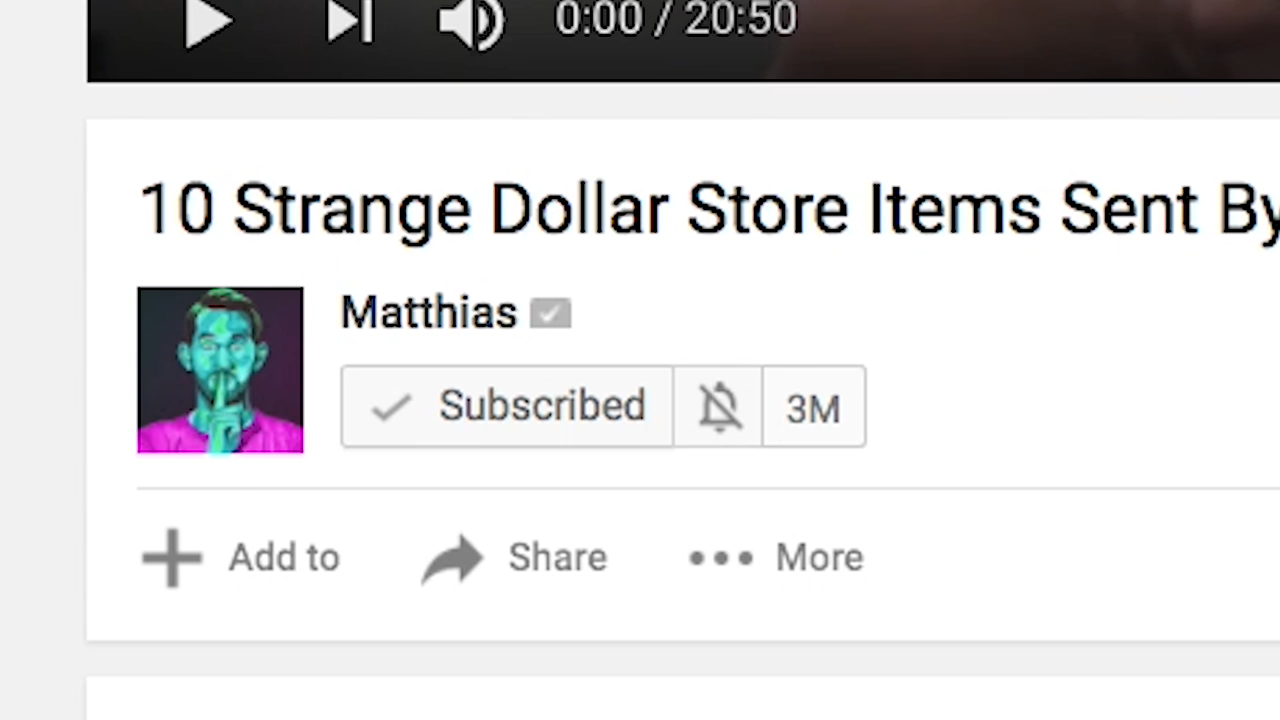 0:00 / 20:50
10 Strange Dollar Store Items Sent By
Matthias
Subscribed 3M
Add to Share More